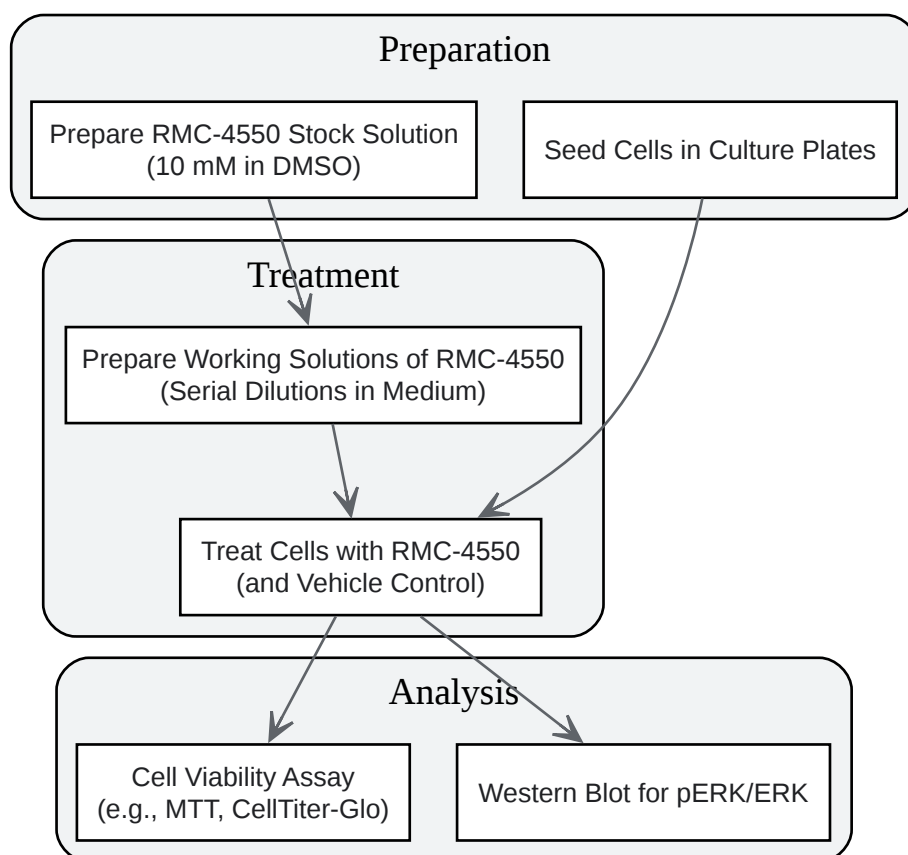 Preparation
Prepare RMC-4550 Stock Solution
(10 mM in DMSO)
Seed Cells in Culture Plates
Treatment
Prepare Working Solutions of RMC-4550
(Serial Dilutions in Medium)
Treat Cells with RMC-4550
(and Vehicle Control)
Analysis
Cell Viability Assay
(e.g., MTT, CellTiter-Glo)
Western Blot for pERK/ERK